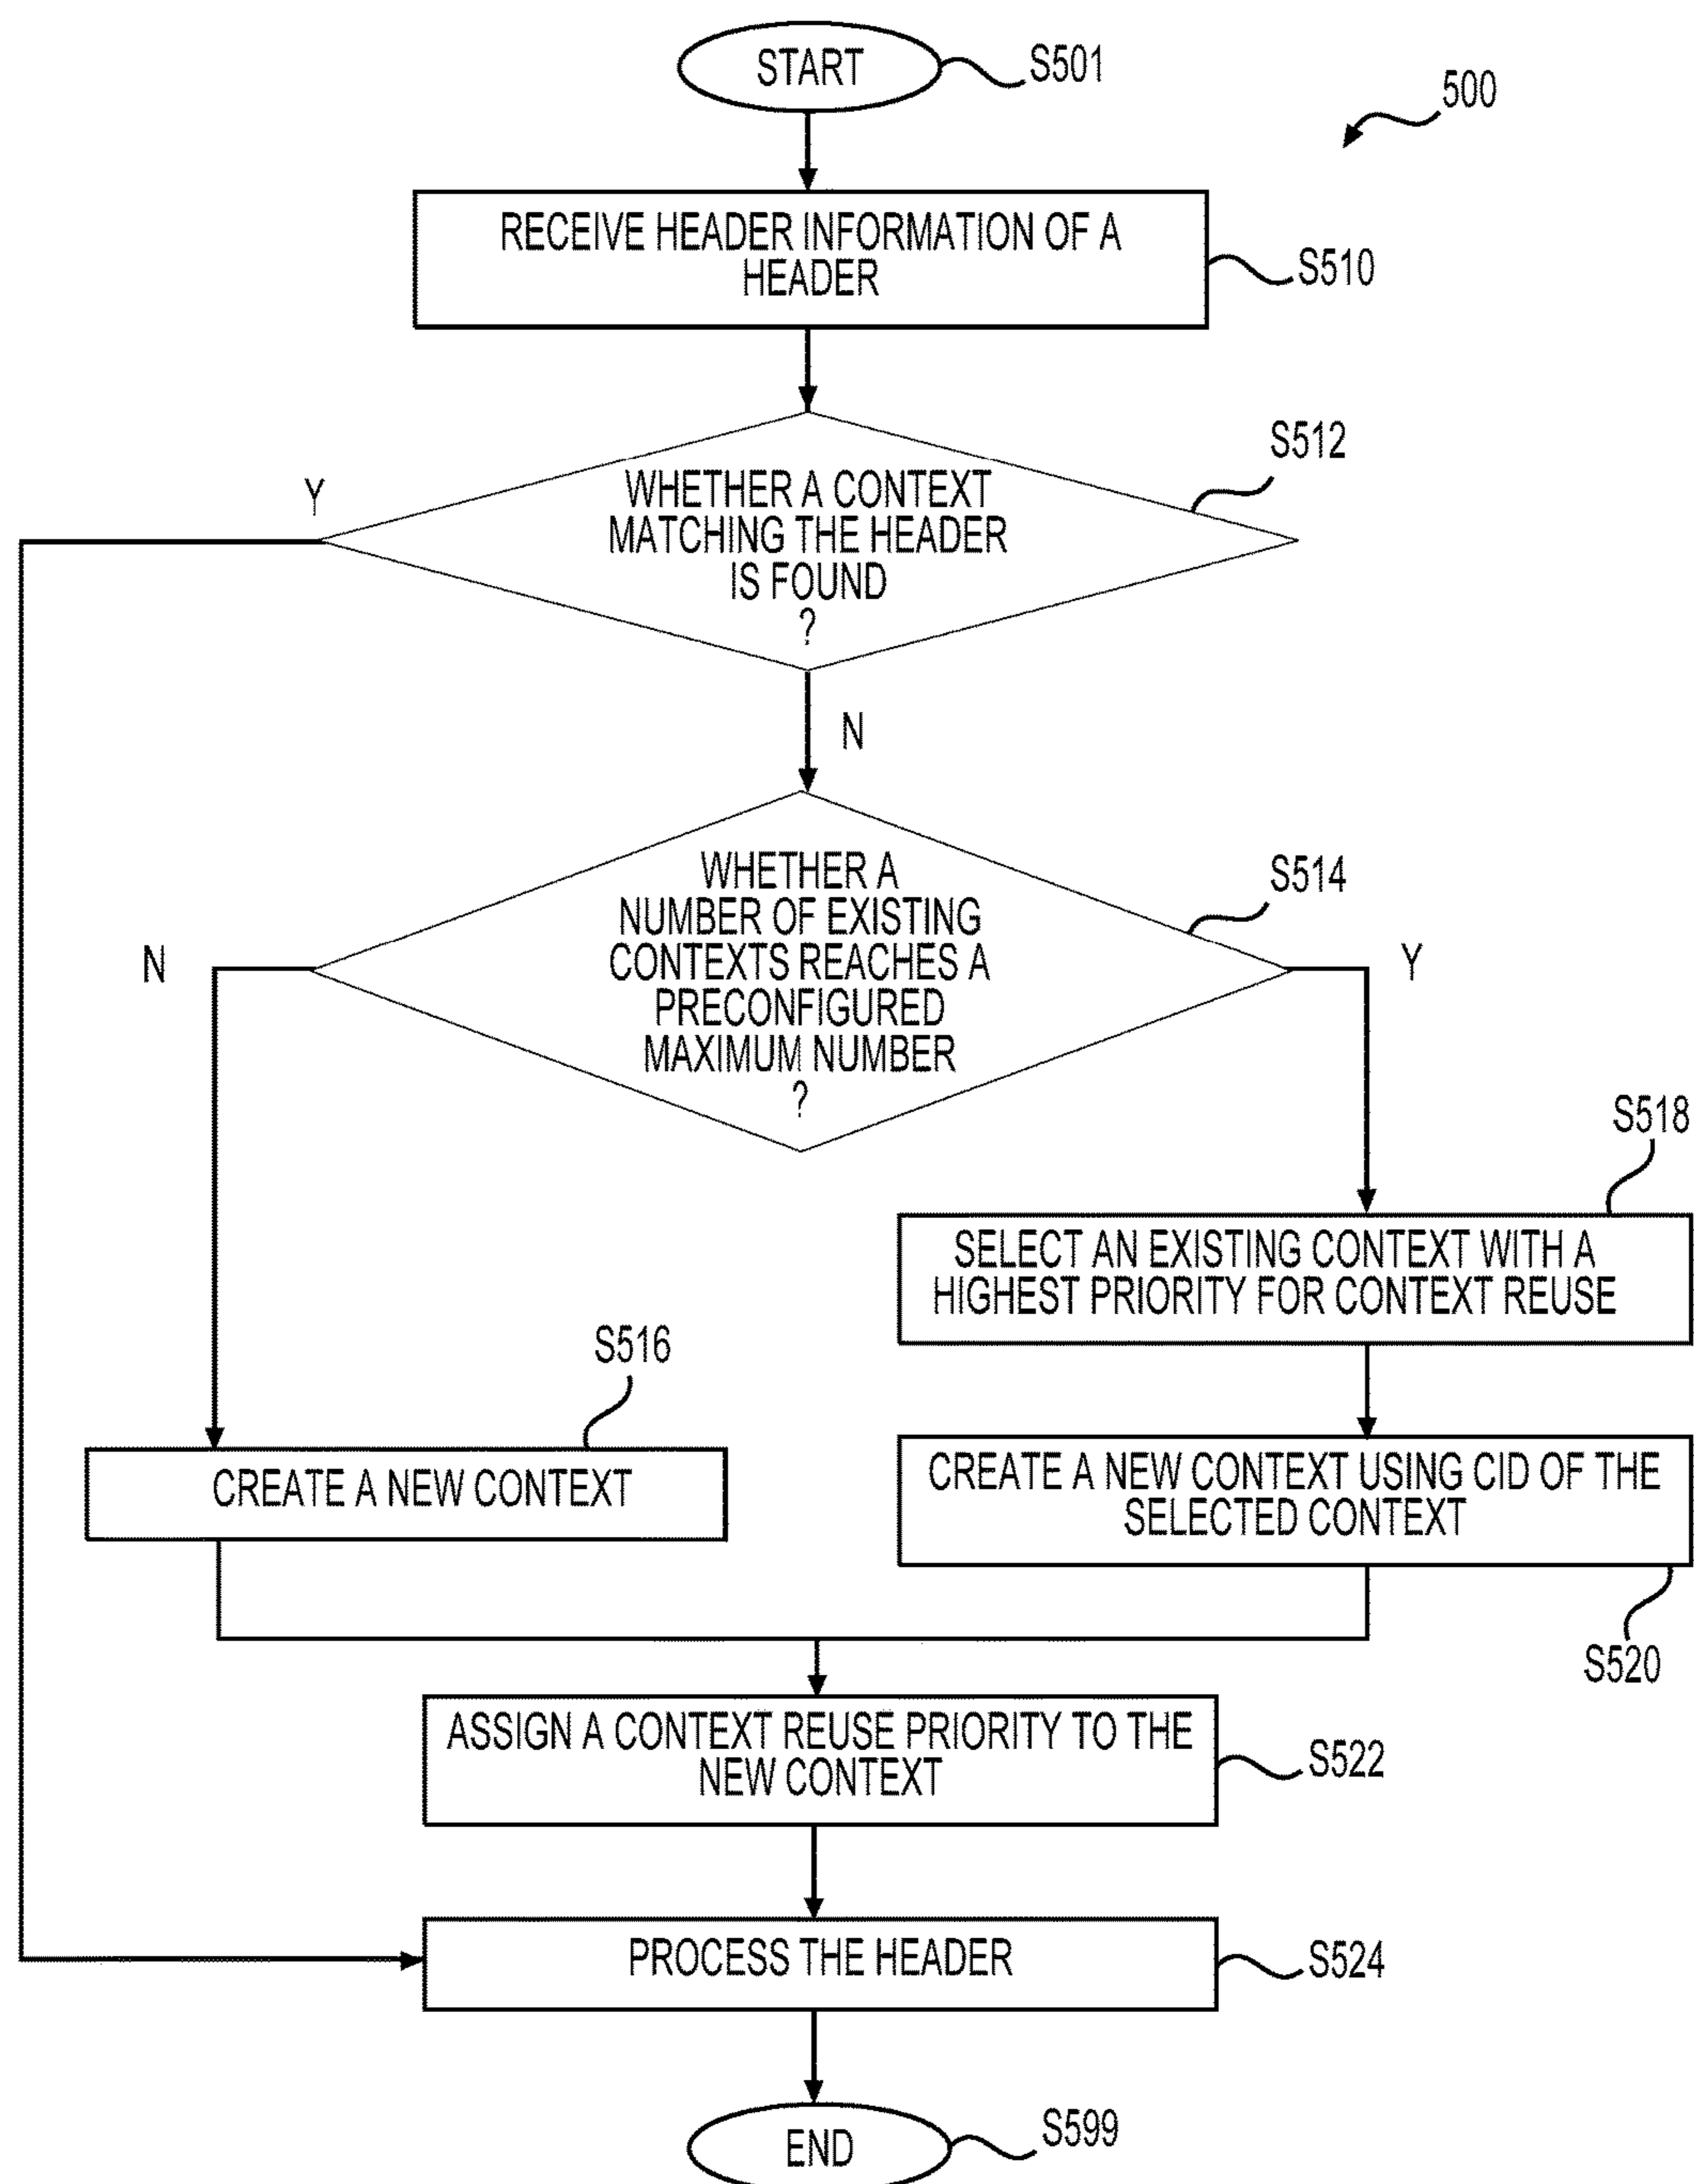 START
S501
500
RECEIVE HEADER INFORMATION OF A
HEADER
S510
S512
Y
WHETHER A CONTEXT
MATCHING THE HEADER
IS FOUND
?
N
WHETHER A
NUMBER OF EXISTING
CONTEXTS REACHES A
PRECONFIGURED
MAXIMUM NUMBER
?
S514
N
Y
S518
SELECT AN EXISTING CONTEXT WITH A
HIGHEST PRIORITY FOR CONTEXT REUSE
S516
CREATE A NEW CONTEXT
CREATE A NEW CONTEXT USING CID OF THE
SELECTED CONTEXT
S520
ASSIGN A CONTEXT REUSE PRIORITY TO THE
NEW CONTEXT
S522
PROCESS THE HEADER
S524
END
S599